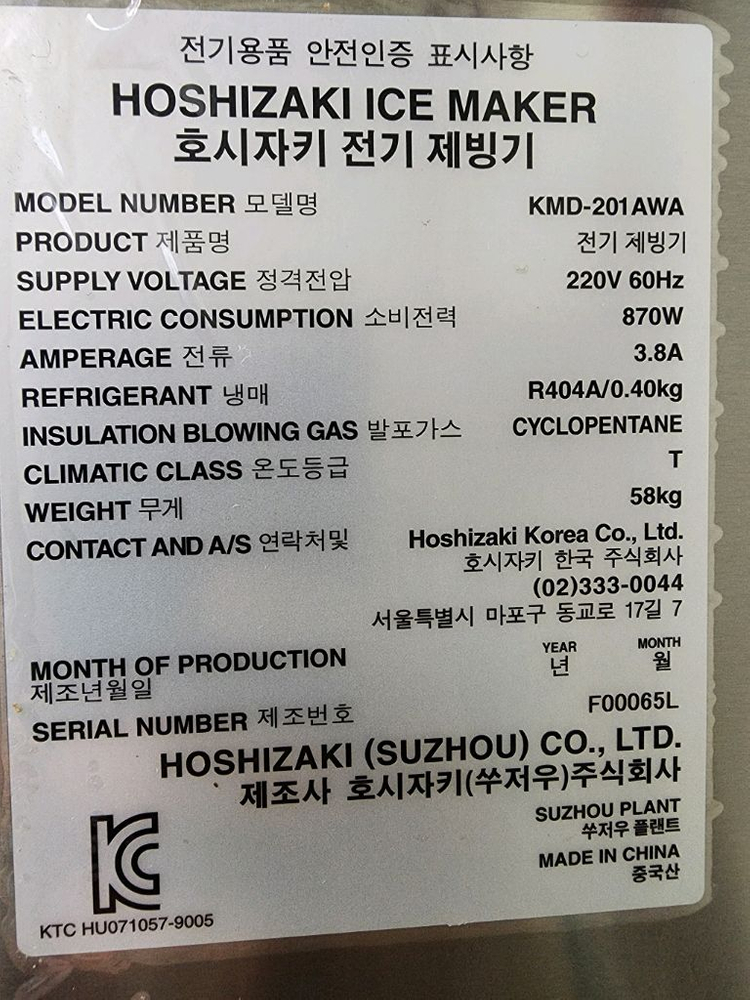 전기용품 안전인증 표시사항
HOSHIZAKI ICE MAKER
호시자키 전기 제빙기
MODEL NUMBER 모델명 KMD-201AWA
PRODUCT 제품명 전기 제빙기
SUPPLY VOLTAGE 정격전압 220V 60Hz
ELECTRIC CONSUMPTION 소비전력 870W
AMPERAGE 전류 3.8A
REFRIGERANT 냉매 R404A/0.40kg
INSULATION BLOWING GAS 발포가스 CYCLOPENTANE
CLIMATIC CLASS 온도등급 T
WEIGHT 무게 58kg
CONTACT AND A/S 연락처및 Hoshizaki Korea Co., Ltd.
호시자키 한국 주식회사
(02)333-0044
서울특별시 마포구 동교로 17길 7
MONTH OF PRODUCTION YEAR MONTH
제조년월일 년 월
SERIAL NUMBER 제조번호 F00065L
HOSHIZAKI (SUZHOU) CO., LTD.
제조사 호시자키(쑤저우)주식회사
SUZHOU PLANT
쑤저우 플랜트
MADE IN CHINA
중국산
KC
KTC HU071057-9005